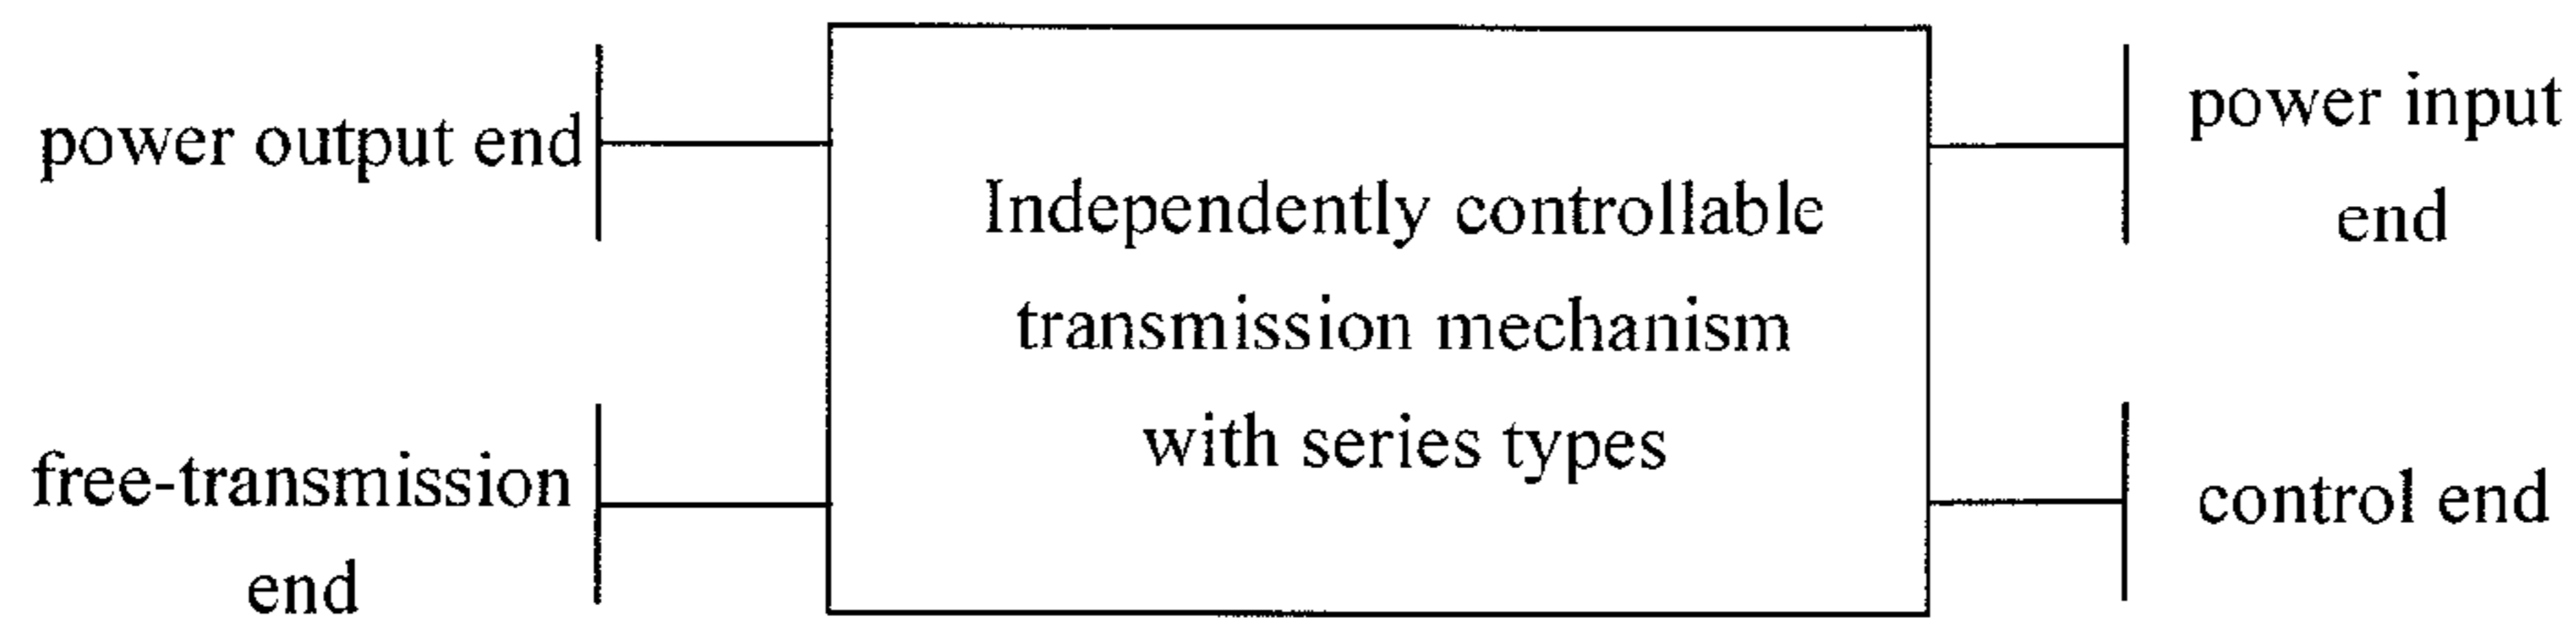 power output end
free-transmission
end
Independently controllable
transmission mechanism
with series types
power input
end
control end